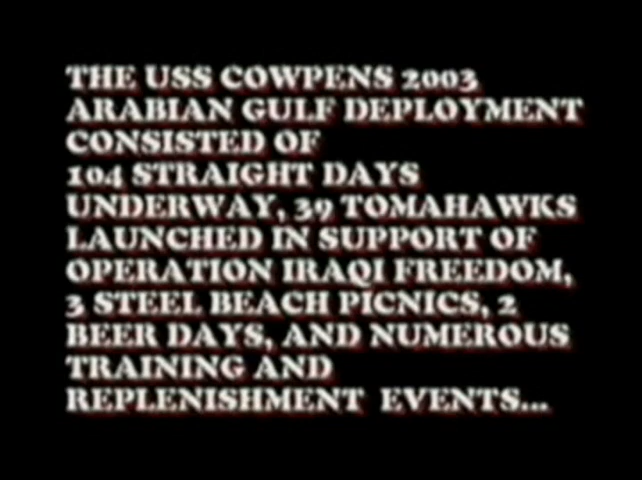 THE USS COWPENS 2003
ARABIAN GULF DEPLOYMENT
CONSISTED OF
104 STRAIGHT DAYS
UNDERWAY, 39 TOMAHAWKS
LAUNCHED IN SUPPORT OF
OPERATION IRAQI FREEDOM,
3 STEEL BEACH PICNICS, 2
BEER DAYS, AND NUMEROUS
TRAINING AND
REPLENISHMENT EVENTS...